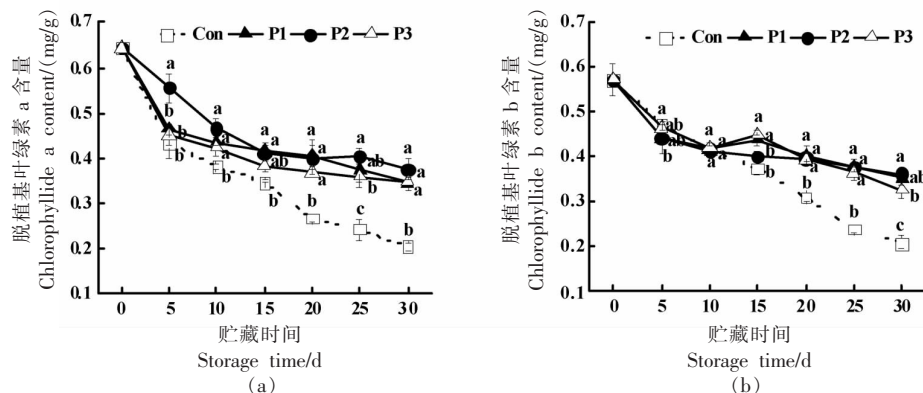 脱植基叶绿素 a 含量
Chlorophyllide a content/(mg/g)
0.7
0.6
0.5
0.4
0.3
0.2
0.1
Con P1 P2 P3
a
b
b
b
a
a
a
b
a
a
ab
b
a
a
ab
b
a
ab
b
c
a
a
a
b
0 5 10 15 20 25 30
贮藏时间
Storage time/d
(a)
脱植基叶绿素 b 含量
Chlorophyllide b content/(mg/g)
0.7
0.6
0.5
0.4
0.3
0.2
0.1
Con P1 P2 P3
a
ab
ab
b
a
a
a
a
a
a
ab
b
a
a
a
b
a
a
a
b
a
ab
b
c
0 5 10 15 20 25 30
贮藏时间
Storage time/d
(b)